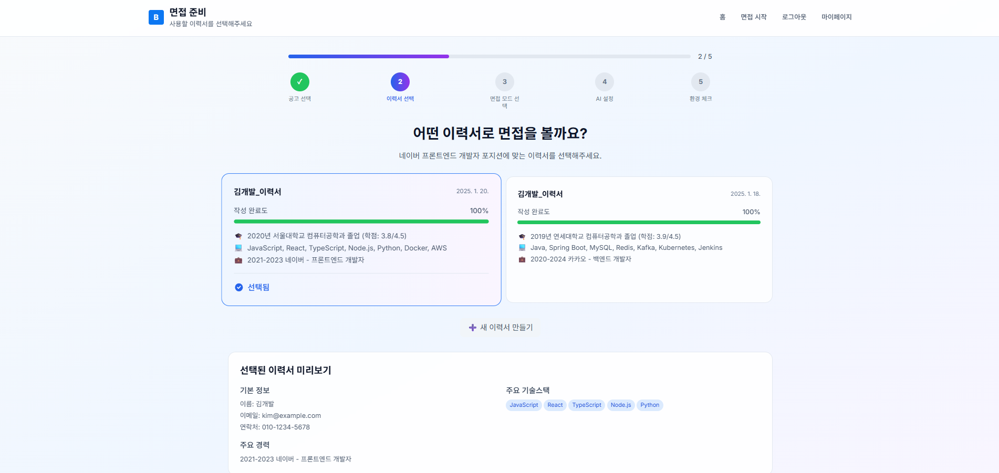 B
면접 준비
사용할 이력서를 선택해주세요
홈
면접 시작
로그아웃
마이페이지
2 / 5
✓
공고 선택
2
이력서 선택
3
면접 모드 선
택
4
AI 설정
5
환경 체크
어떤 이력서로 면접을 볼까요?
네이버 프론트엔드 개발자 포지션에 맞는 이력서를 선택해주세요.
김개발_이력서
2025. 1. 20.
작성 완료도
100%
2020년 서울대학교 컴퓨터공학과 졸업 (학점: 3.8/4.5)
JavaScript, React, TypeScript, Node.js, Python, Docker, AWS
2021-2023 네이버 - 프론트엔드 개발자
선택됨
김개발_이력서
2025. 1. 18.
작성 완료도
100%
2019년 연세대학교 컴퓨터공학과 졸업 (학점: 3.9/4.5)
Java, Spring Boot, MySQL, Redis, Kafka, Kubernetes, Jenkins
2020-2024 카카오 - 백엔드 개발자
➕ 새 이력서 만들기
선택된 이력서 미리보기
기본 정보
이름: 김개발
이메일: kim@example.com
연락처: 010-1234-5678
주요 경력
2021-2023 네이버 - 프론트엔드 개발자
주요 기술스택
JavaScript
React
TypeScript
Node.js
Python